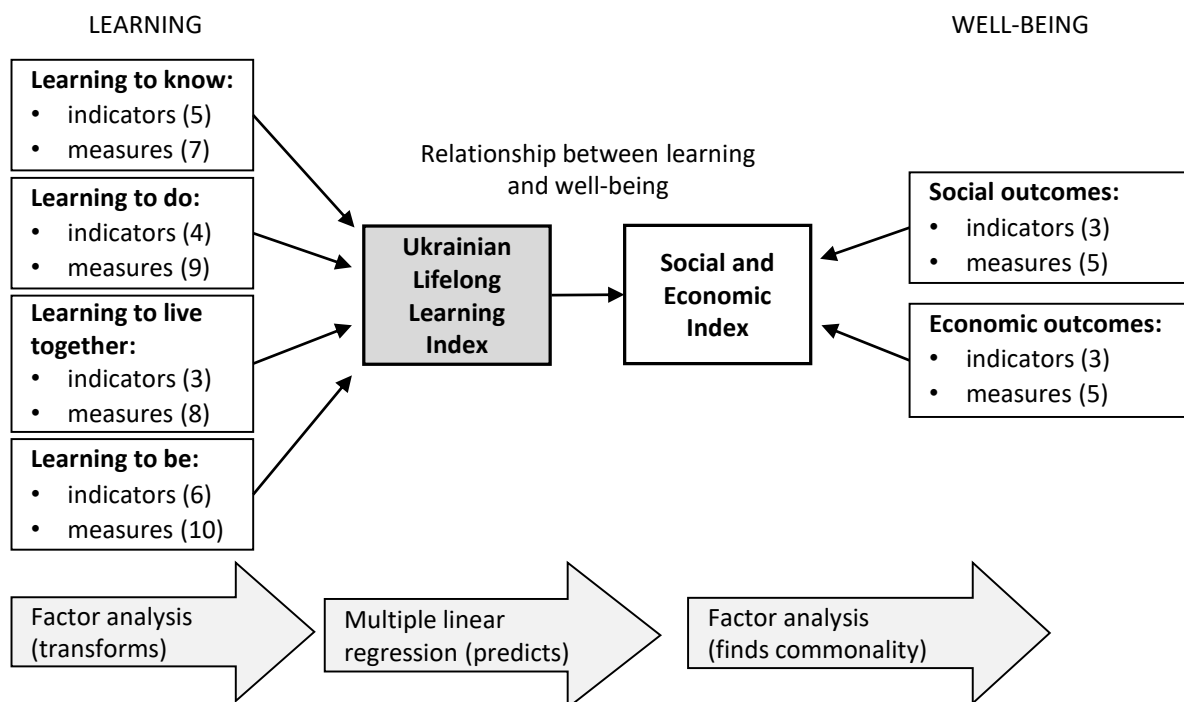 LEARNING
WELL-BEING
Learning to know:
• indicators (5)
• measures (7)
Learning to do:
• indicators (4)
• measures (9)
Learning to live
together:
• indicators (3)
• measures (8)
Learning to be:
• indicators (6)
• measures (10)
Relationship between learning
and well-being
Ukrainian
Lifelong
Learning
Index
Social and
Economic
Index
Social outcomes:
• indicators (3)
• measures (5)
Economic outcomes:
• indicators (3)
• measures (5)
Factor analysis
(transforms)
Multiple linear
regression (predicts)
Factor analysis
(finds commonality)